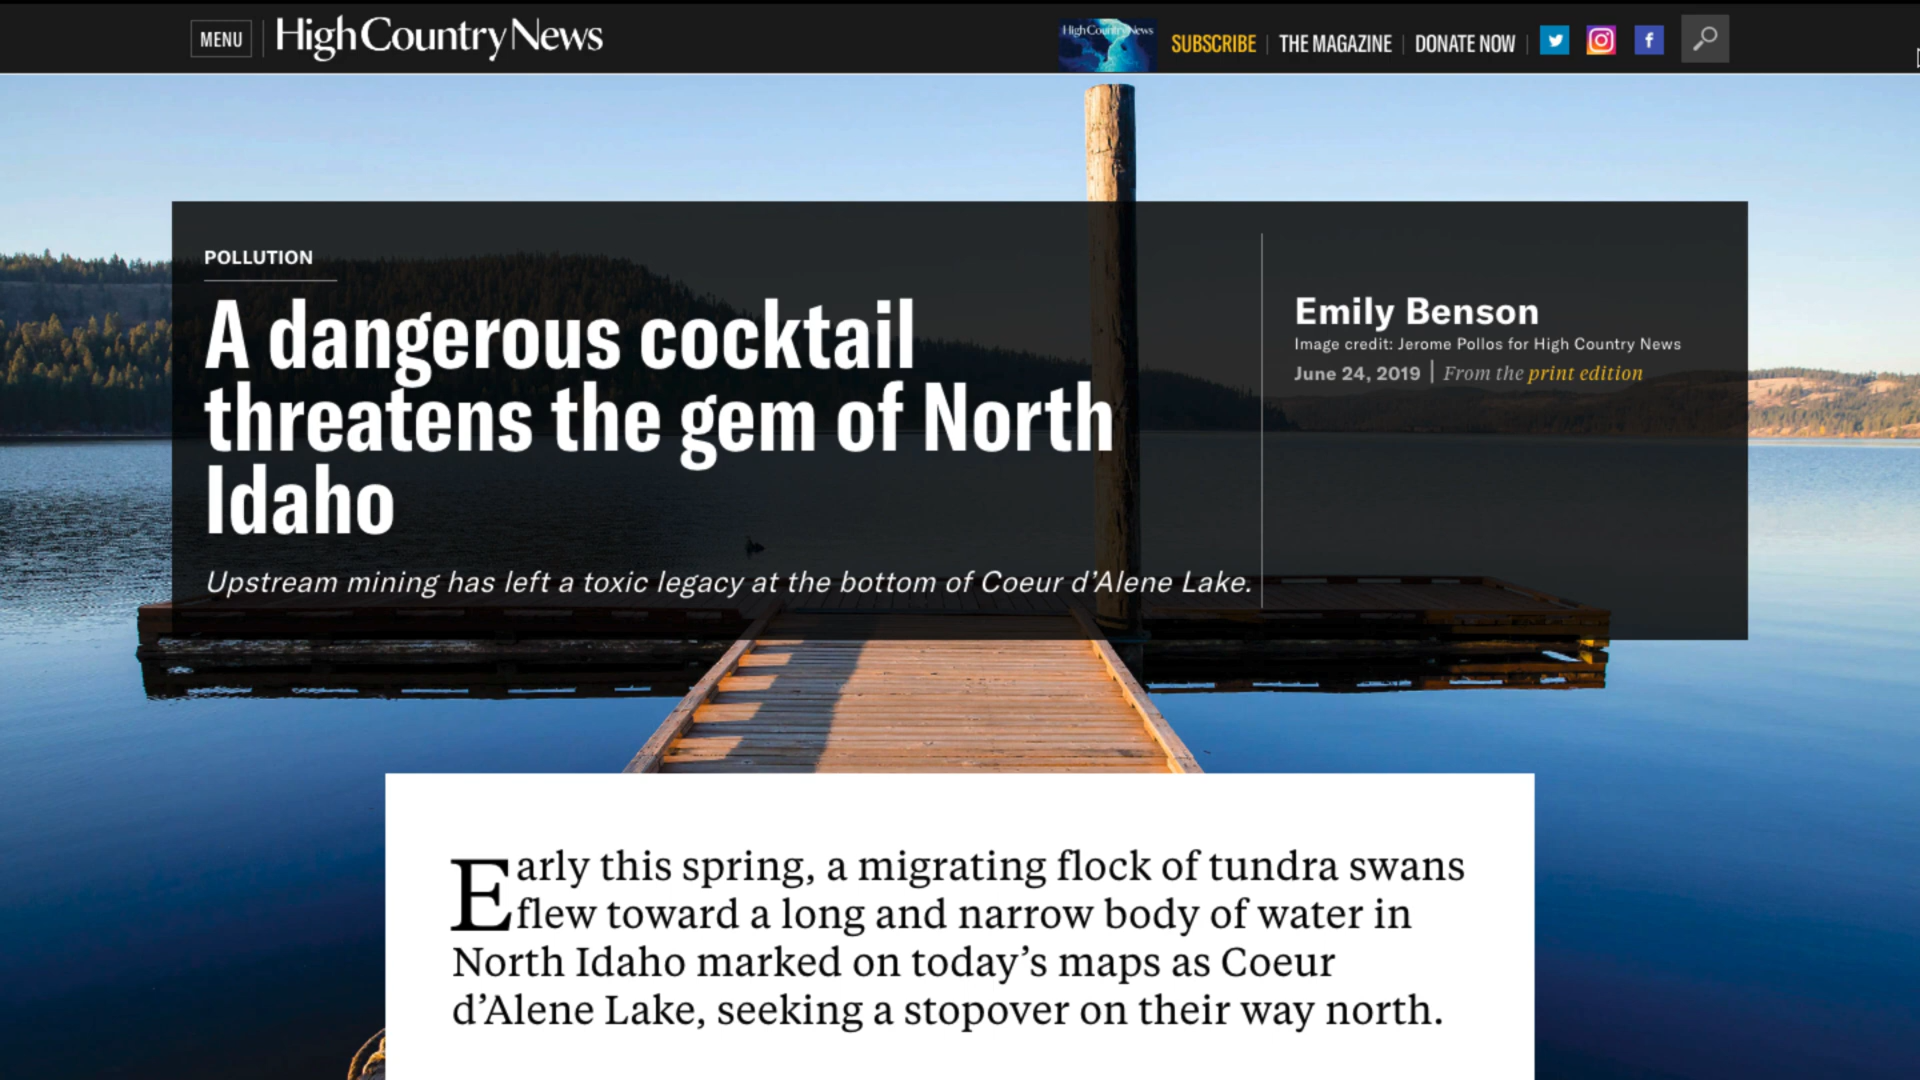 MENU
High Country News
High Country News
SUBSCRIBE
THE MAGAZINE
DONATE NOW
POLLUTION
A dangerous cocktail
threatens the gem of North
Idaho
Upstream mining has left a toxic legacy at the bottom of Coeur d’Alene Lake.
Emily Benson
Image credit: Jerome Pollos for High Country News
June 24, 2019 | From the print edition
Early this spring, a migrating flock of tundra swans
flew toward a long and narrow body of water in
North Idaho marked on today’s maps as Coeur
d’Alene Lake, seeking a stopover on their way north.